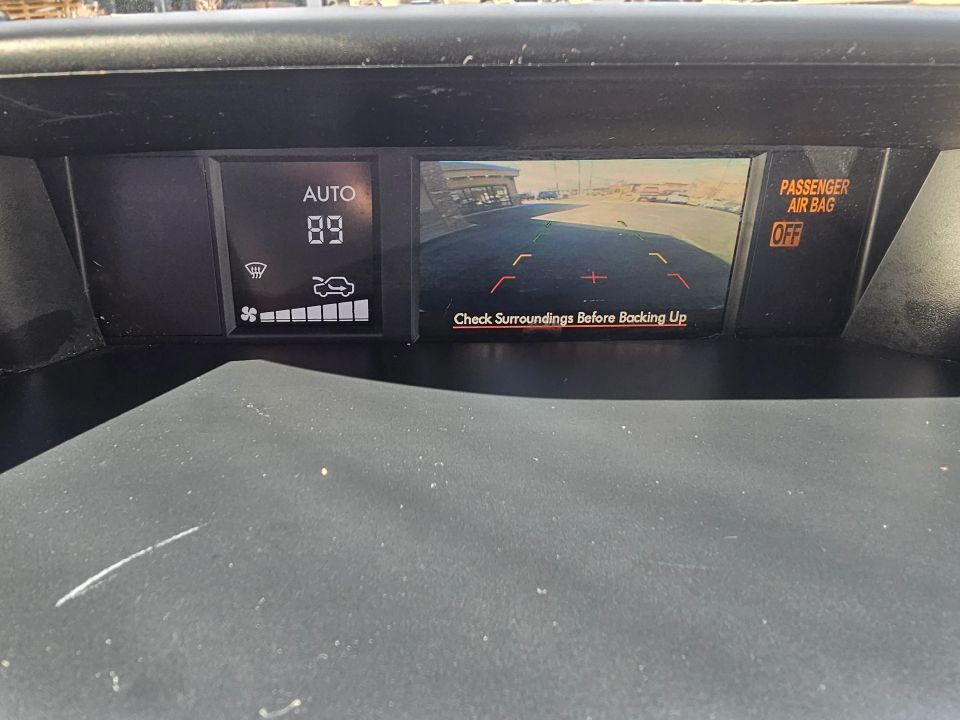 AUTO
89
Check Surroundings Before Backing Up
PASSENGER
AIR BAG
OFF